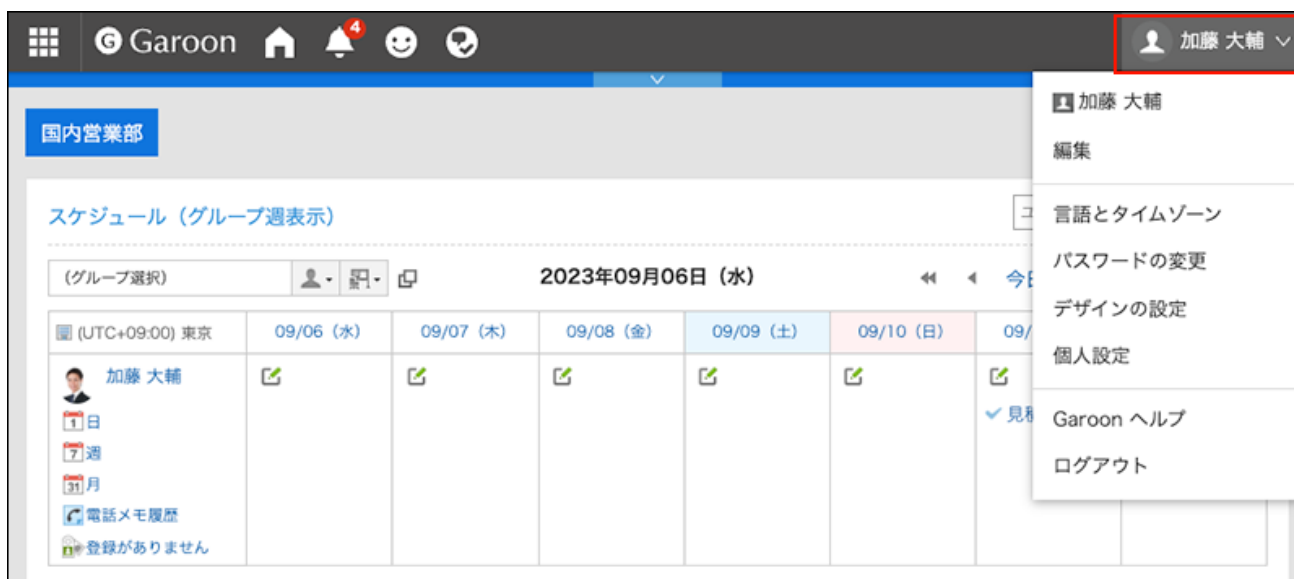 Garoon
4
加藤 大輔
加藤 大輔
編集
言語とタイムゾーン
パスワードの変更
デザインの設定
個人設定
Garoon ヘルプ
ログアウト
国内営業部
スケジュール（グループ週表示）
(グループ選択)
2023年09月06日（水）
(UTC+09:00) 東京
09/06（水）
09/07（木）
09/08（金）
09/09（土）
09/10（日）
09/
加藤 大輔
1 日
7 週
31 月
電話メモ履歴
登録がありません